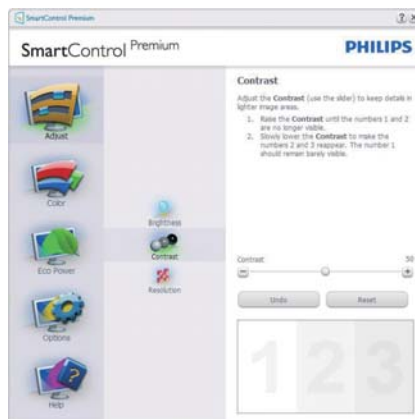 SmartControl Premium
SmartControl Premium
PHILIPS
Adjust
Color
Eco Power
Options
Help
Brightness
Contrast
Resolution
Contrast
Adjust the Contrast (use the slider) to keep details in
lighter image areas.
1. Raise the Contrast until the numbers 1 and 2
are no longer visible.
2. Slowly lower the Contrast to make the
numbers 2 and 3 reappear. The number 1
should remain barely visible.
Contrast 50
Undo Reset
1 2 3